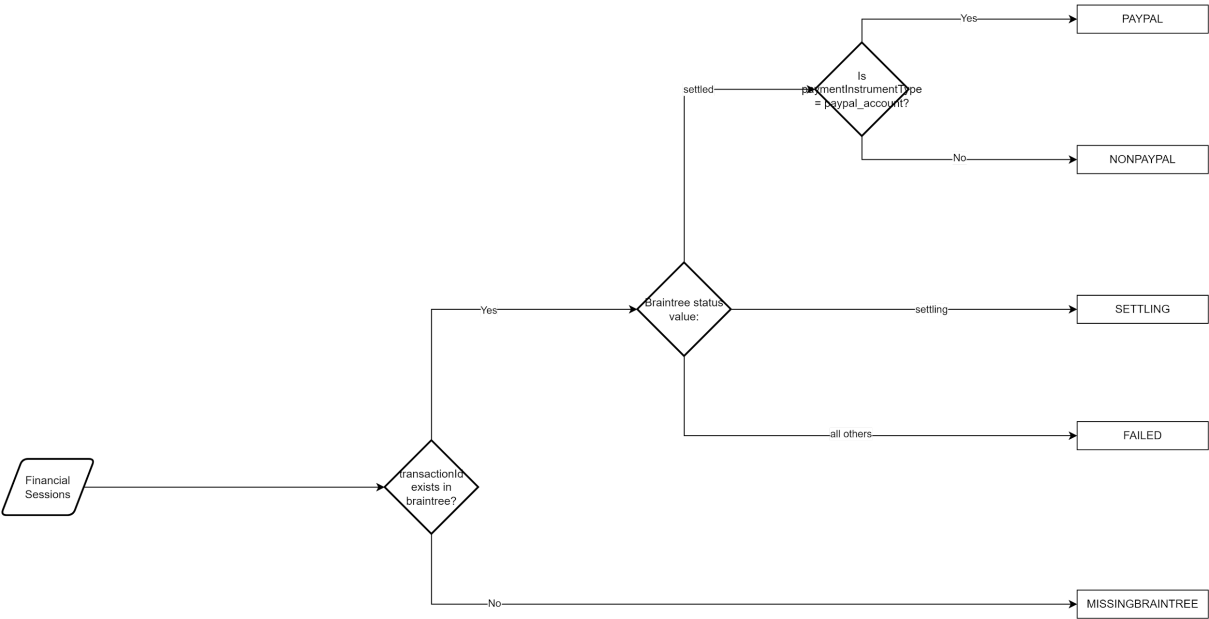 Yes
PAYPAL
Is
paymentInstrumentType
= paypal_account?
settled
No
NONPAYPAL
Braintree status
value:
Yes
settling
SETTLING
all others
FAILED
Financial
Sessions
transactionId
exists in
braintree?
No
MISSINGBRAINTREE